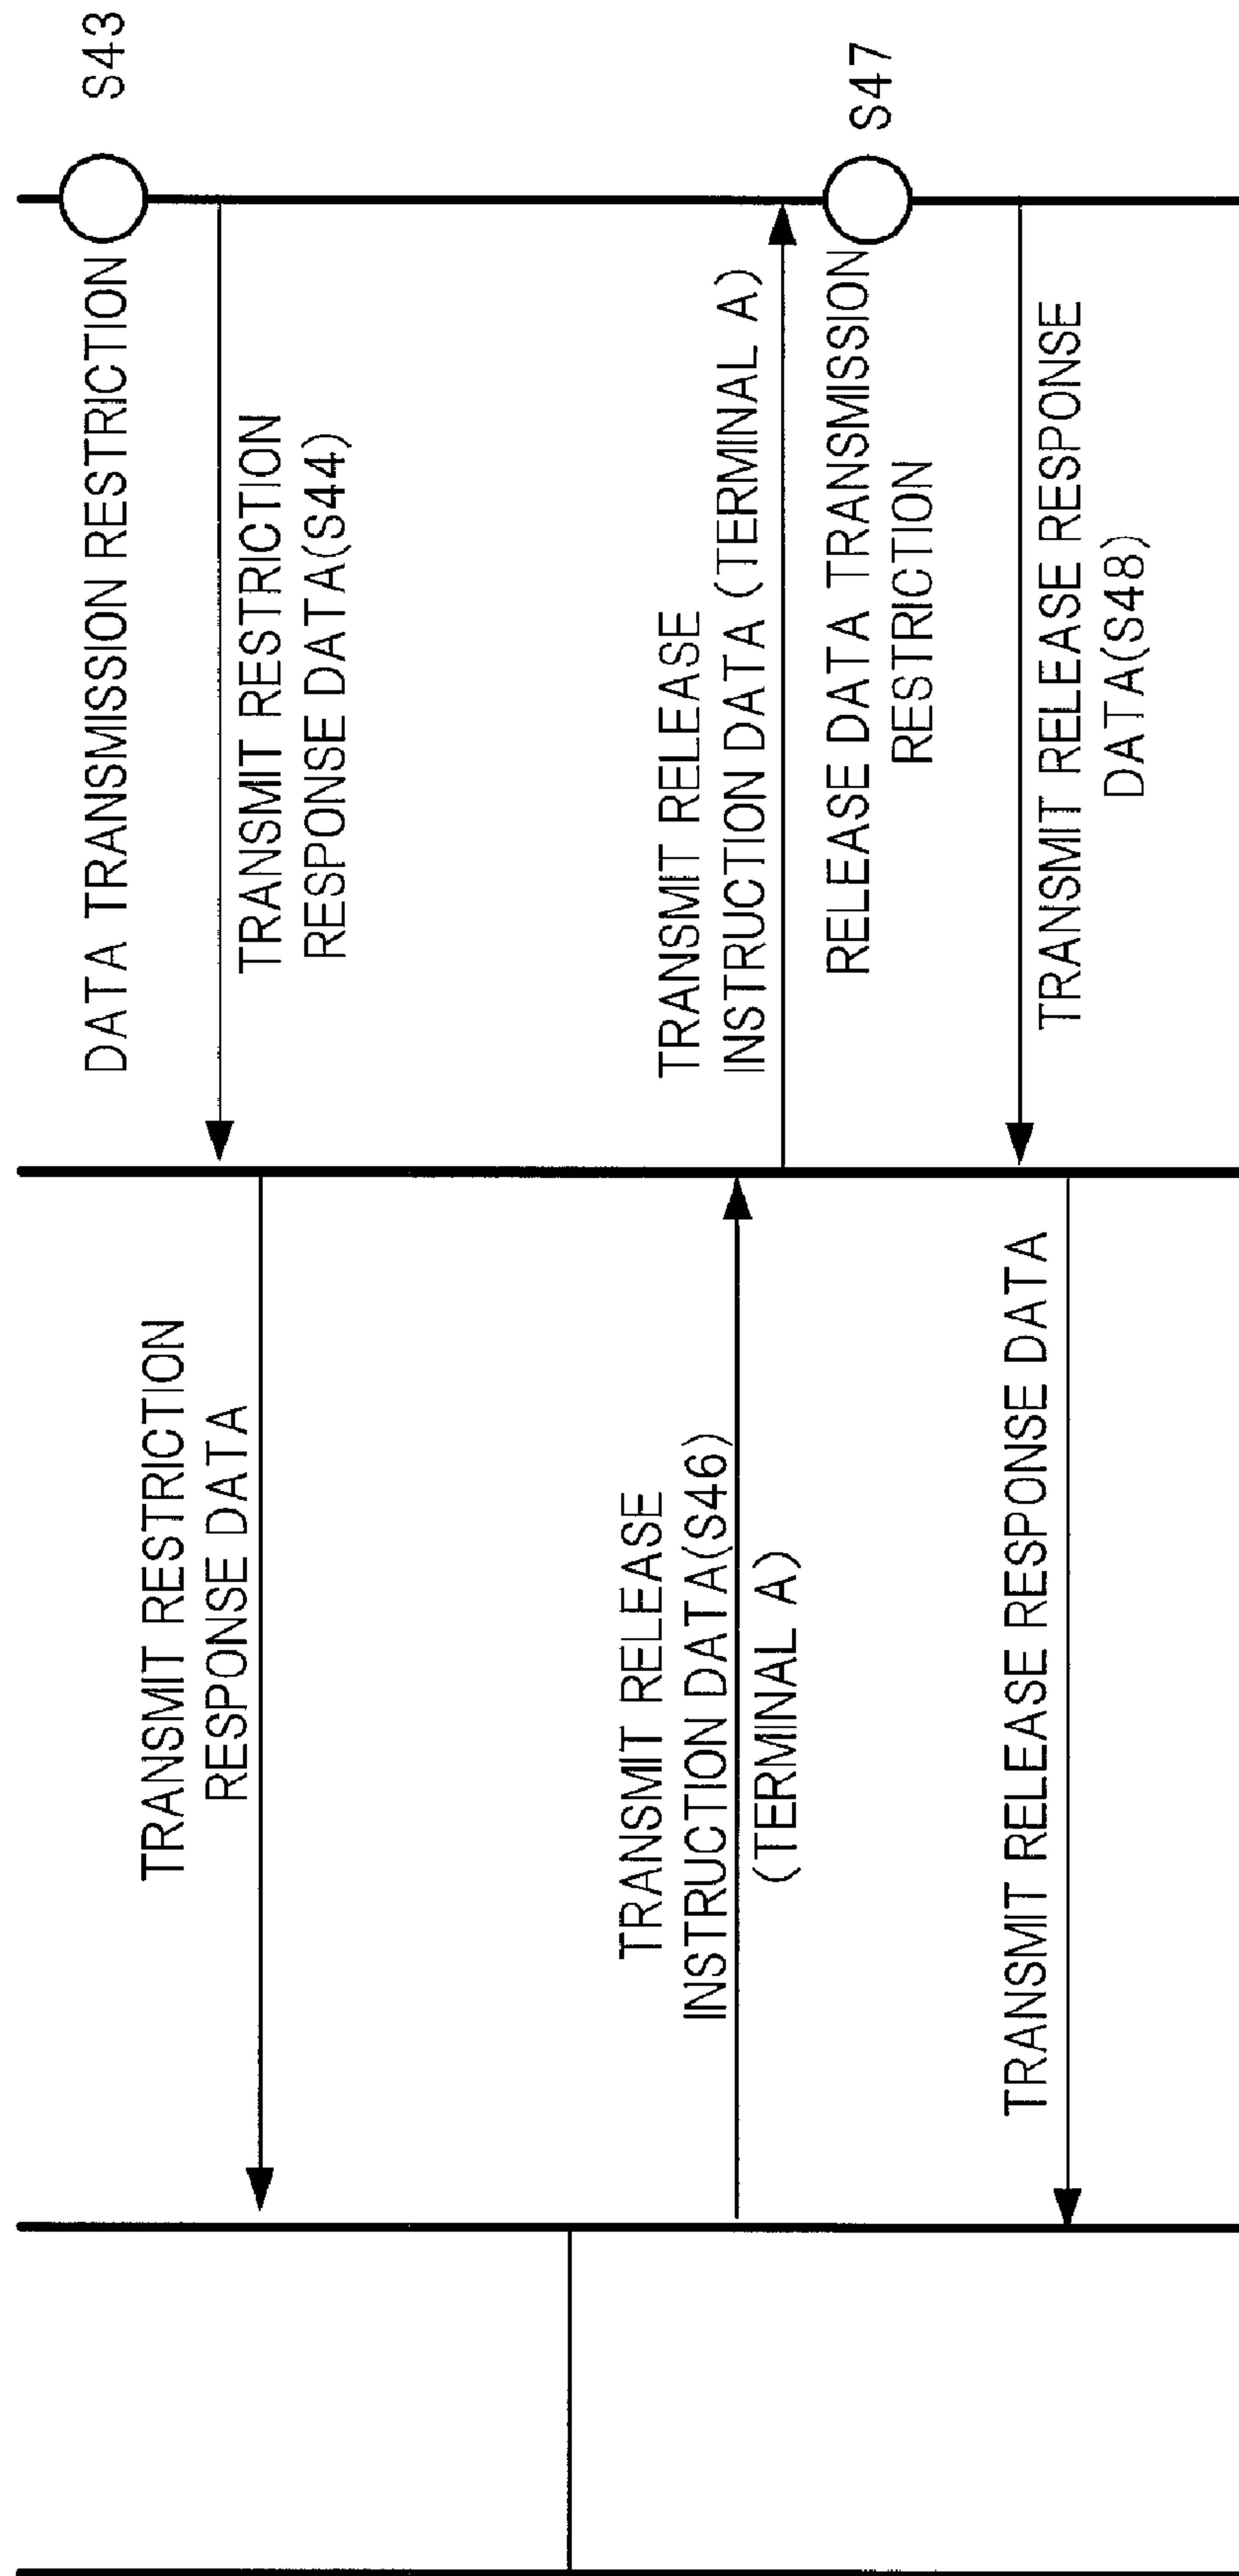 DATA TRANSMISSION RESTRICTION
S43
TRANSMIT RESTRICTION
RESPONSE DATA
TRANSMIT RESTRICTION
RESPONSE DATA(S44)
TRANSMIT RELEASE
INSTRUCTION DATA(S46)
(TERMINAL A)
TRANSMIT RELEASE
INSTRUCTION DATA (TERMINAL A)
RELEASE DATA TRANSMISSION
RESTRICTION
S47
TRANSMIT RELEASE RESPONSE DATA
TRANSMIT RELEASE RESPONSE
DATA(S48)